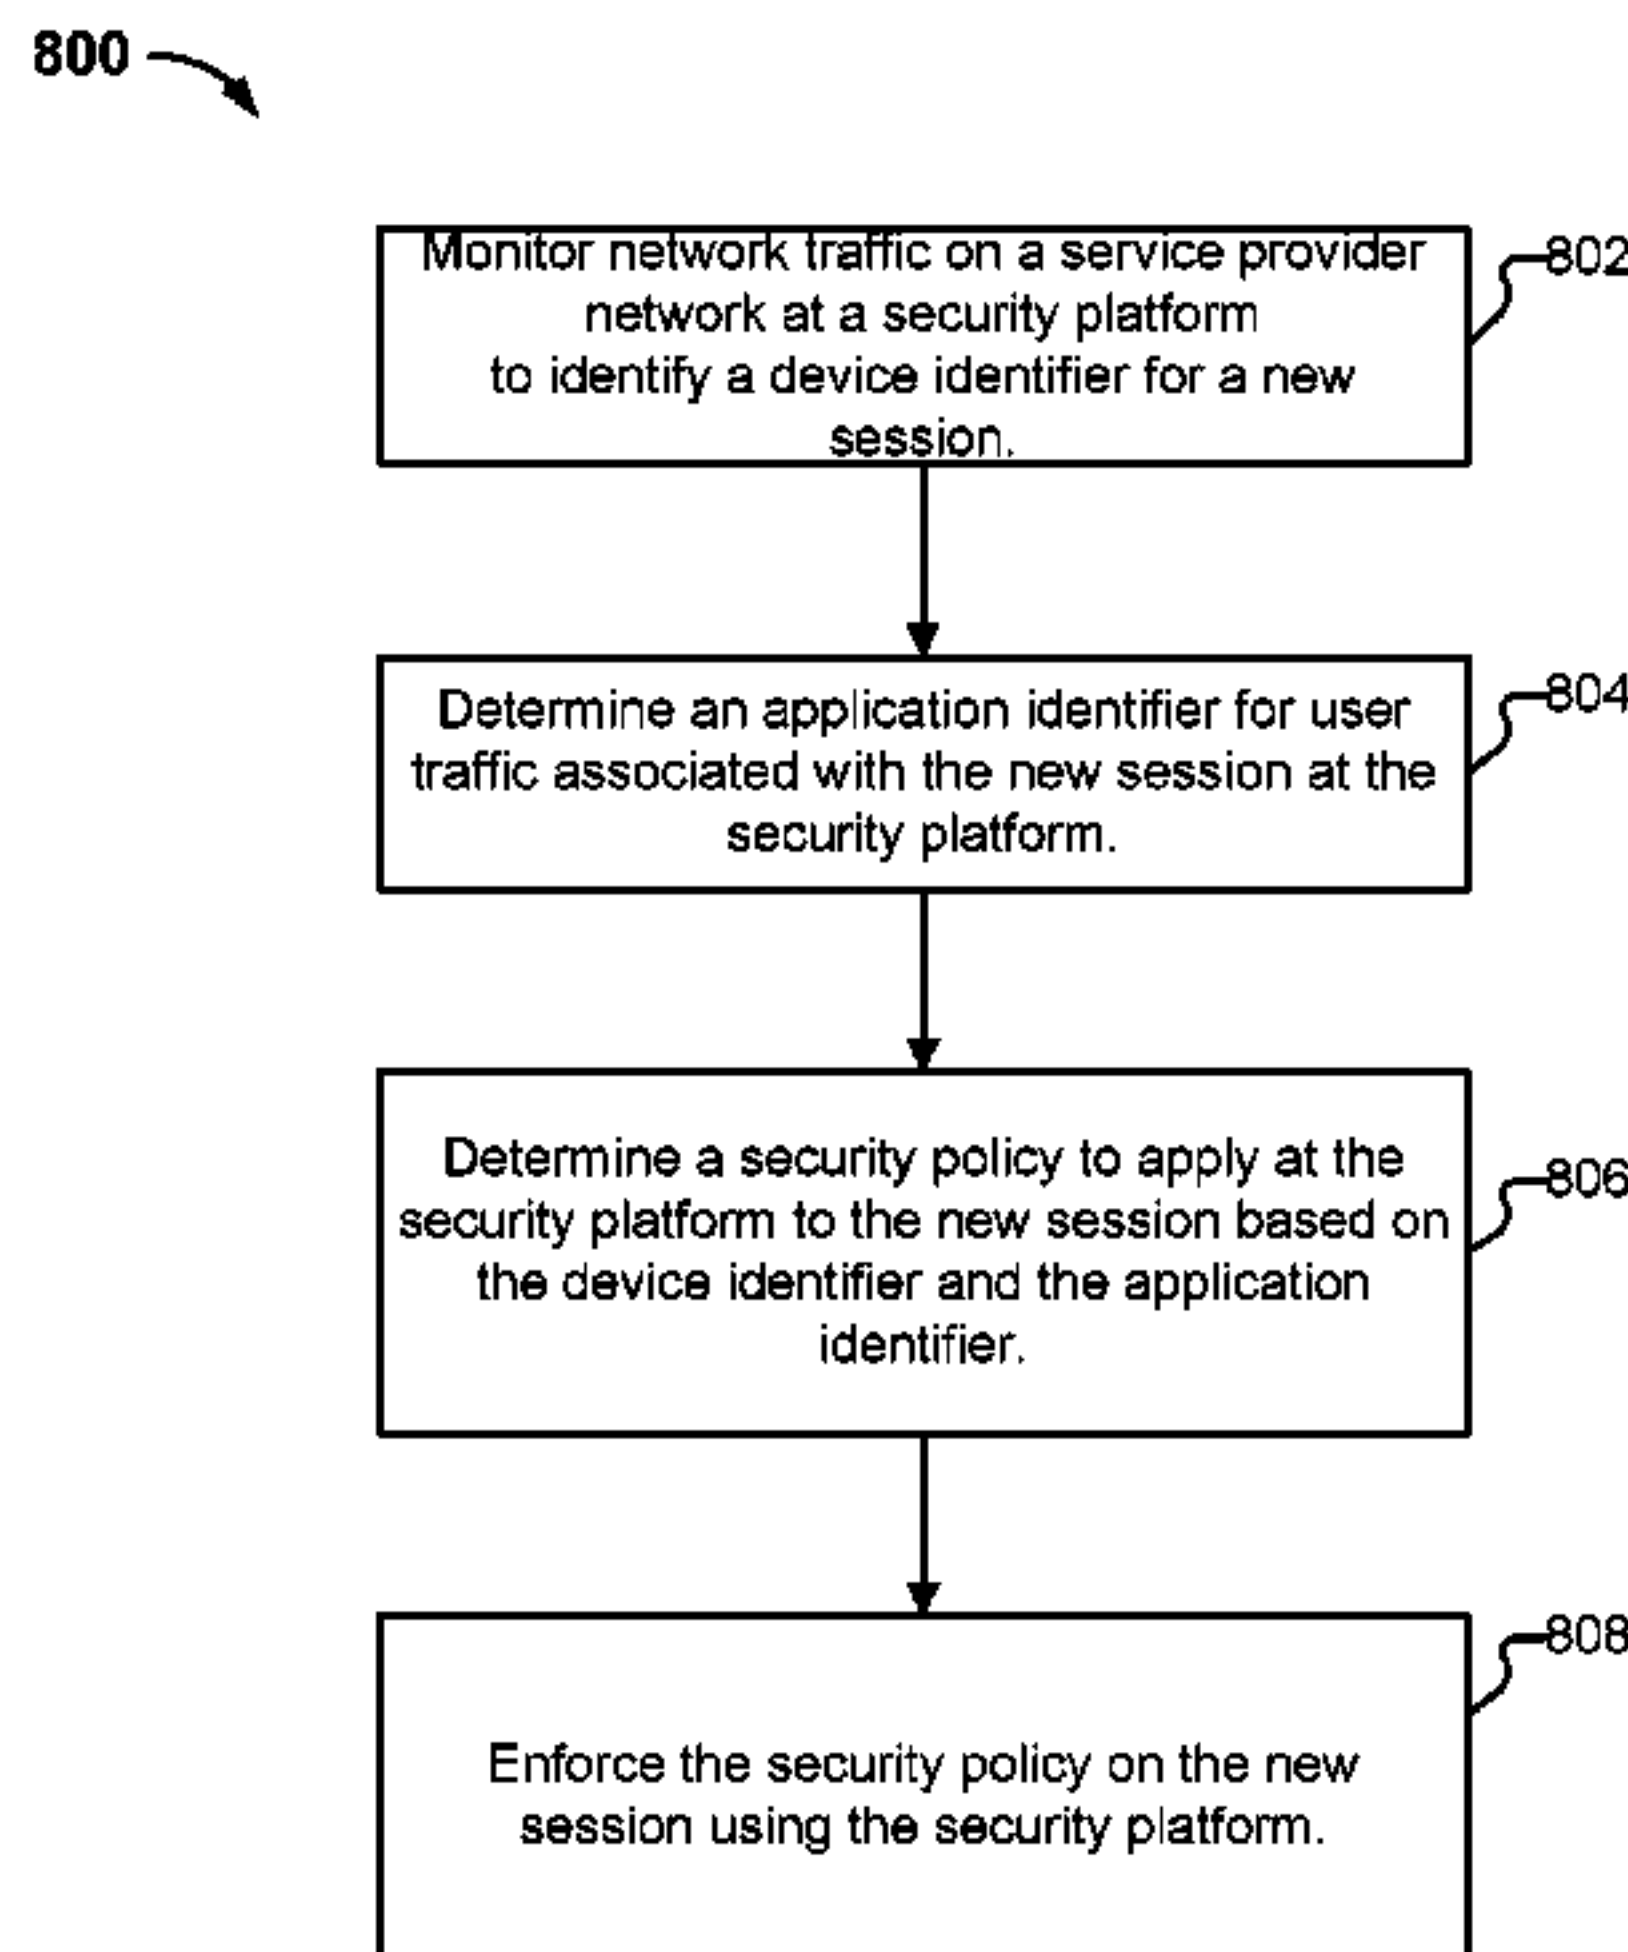 800
Monitor network traffic on a service provider
network at a security platform
to identify a device identifier for a new
session.
802
Determine an application identifier for user
traffic associated with the new session at the
security platform.
804
Determine a security policy to apply at the
security platform to the new session based on
the device identifier and the application
identifier.
806
Enforce the security policy on the new
session using the security platform.
808